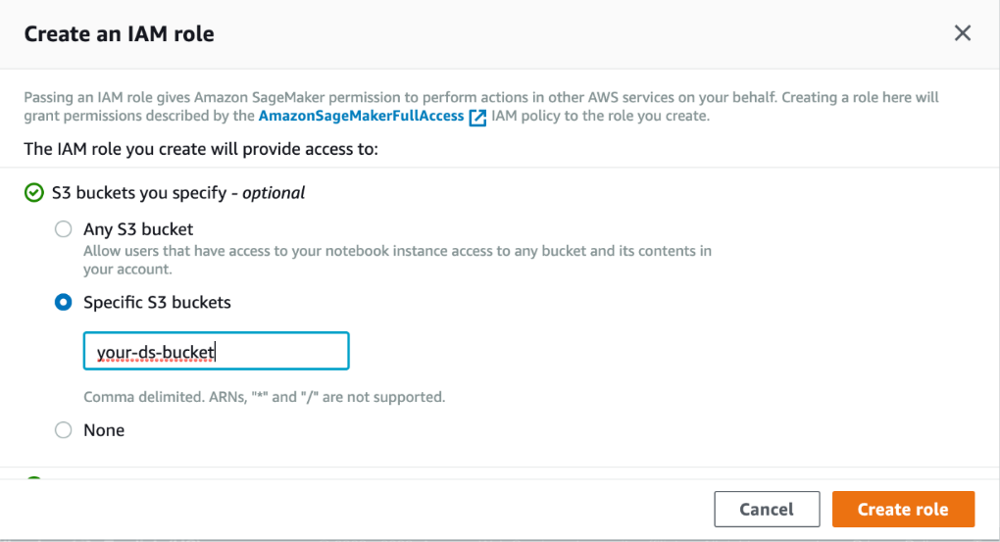 Create an IAM role
Passing an IAM role gives Amazon SageMaker permission to perform actions in other AWS services on your behalf. Creating a role here will
grant permissions described by the AmazonSageMakerFullAccess IAM policy to the role you create.
The IAM role you create will provide access to:
S3 buckets you specify - optional
Any S3 bucket
Allow users that have access to your notebook instance access to any bucket and its contents in
your account.
Specific S3 buckets
your-ds-bucket
Comma delimited. ARNs, "*" and "/" are not supported.
None
Cancel
Create role